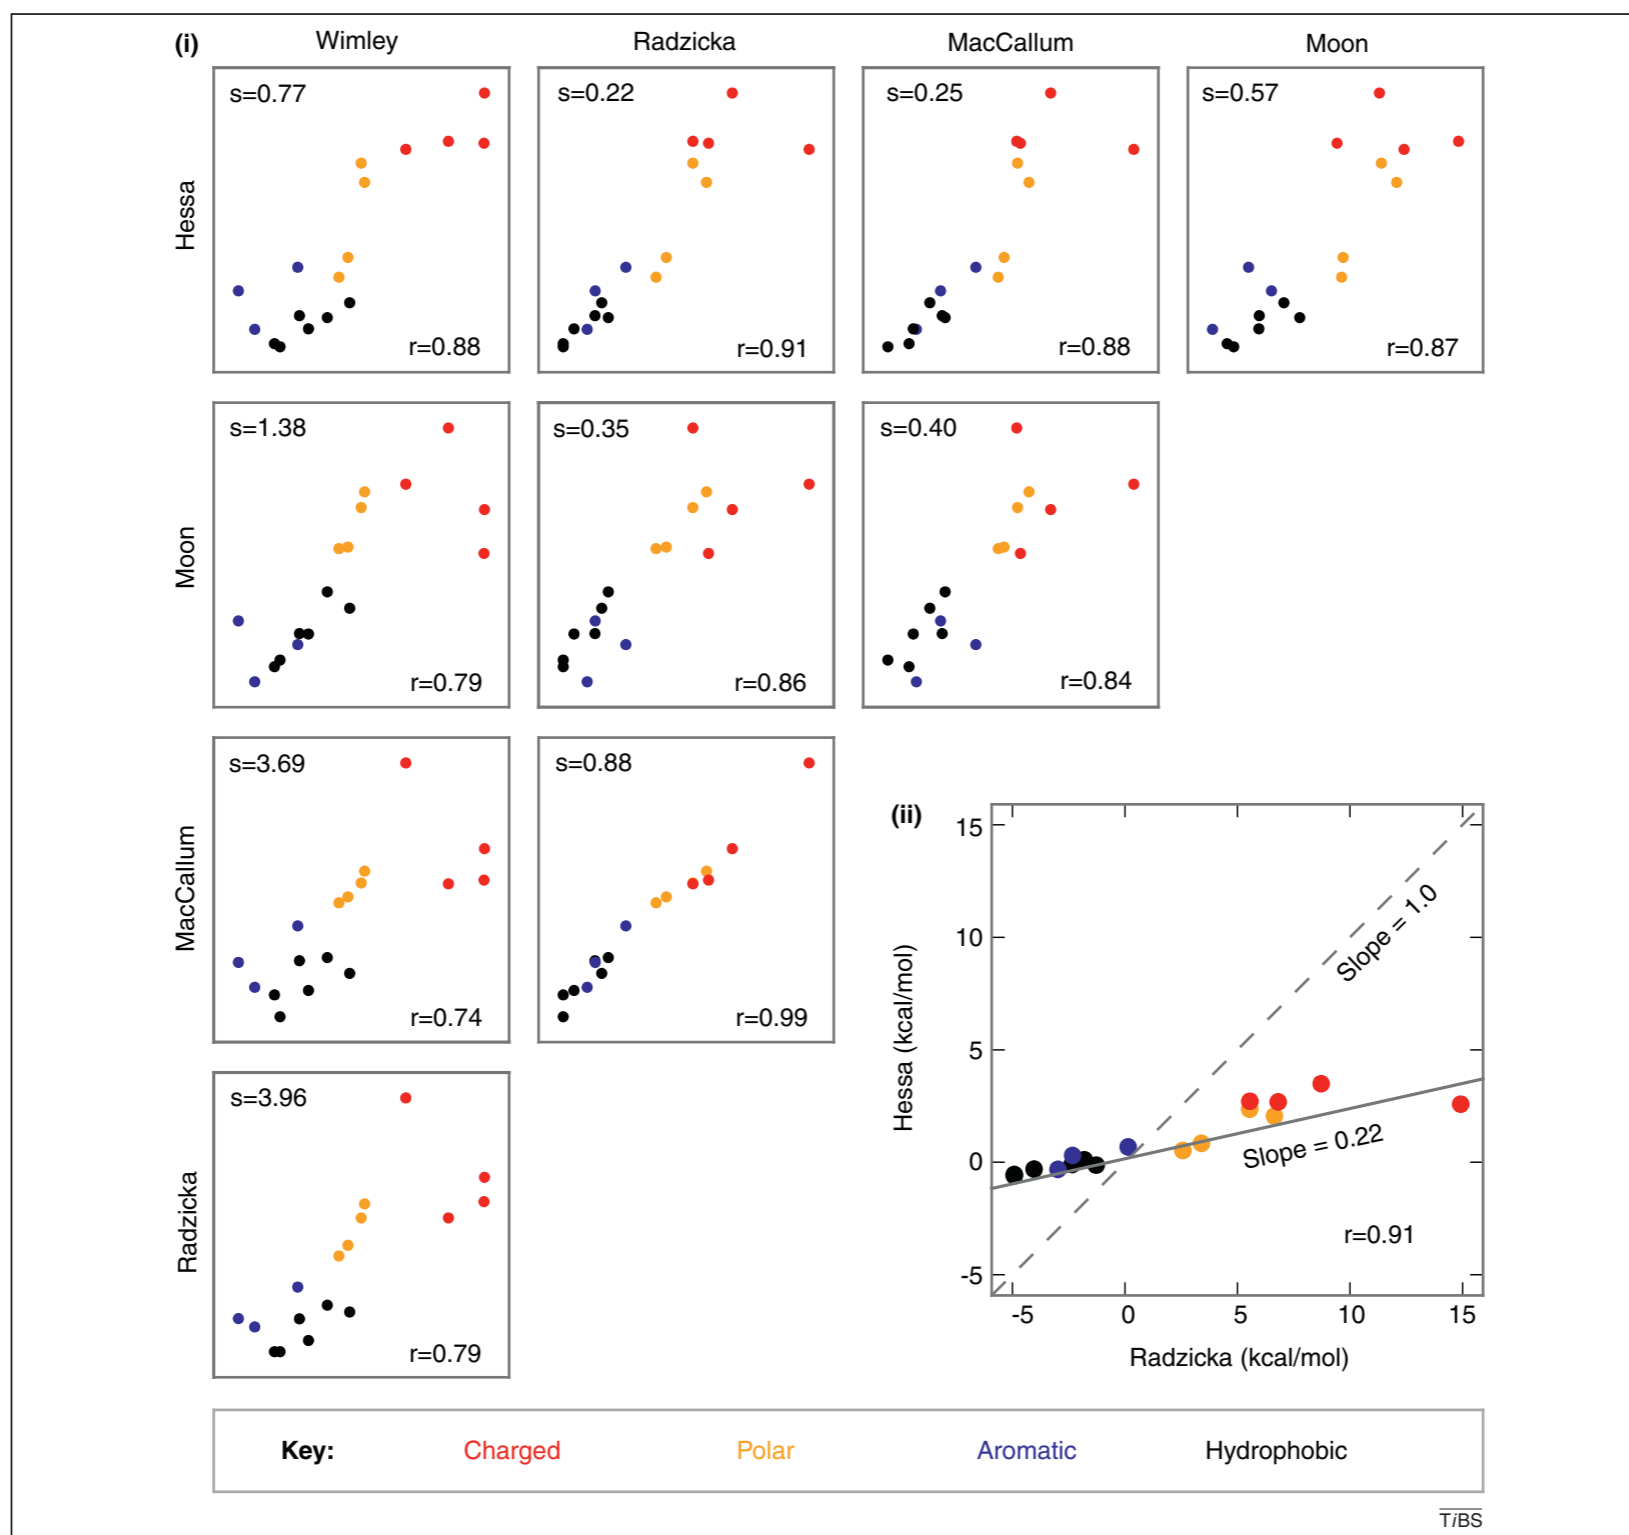 (i)
Wimley
Radzicka
MacCallum
Moon
Hessa
s=0.77
r=0.88
s=0.22
r=0.91
s=0.25
r=0.88
s=0.57
r=0.87
Moon
s=1.38
r=0.79
s=0.35
r=0.86
s=0.40
r=0.84
MacCallum
s=3.69
r=0.74
s=0.88
r=0.99
Radzicka
s=3.96
r=0.79
(ii)
Hessa (kcal/mol)
15
10
5
0
-5
Slope = 1.0
Slope = 0.22
r=0.91
-5
0
5
10
15
Radzicka (kcal/mol)
Key:
Charged
Polar
Aromatic
Hydrophobic
TiBS